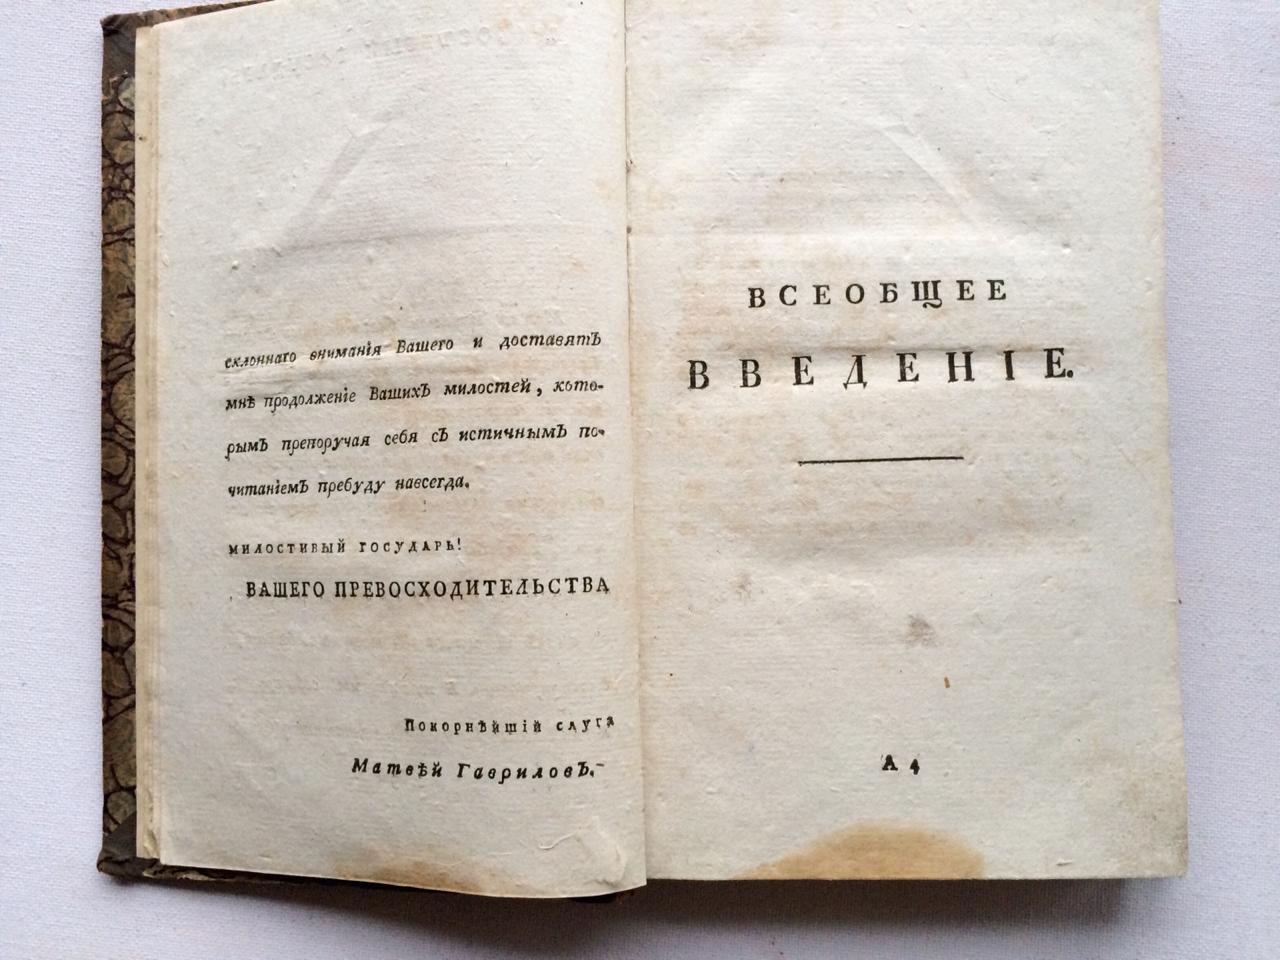 склоннаго вниманія Вашего и доставятъ
мнѣ продолженіе Вашихъ милостей, кото-
рымъ препоручая себя съ истичнымъ по-
читаніемъ пребуду навсегда.
МИЛОСТИВЫЙ ГОСУДАРЬ!
ВАШЕГО ПРЕВОСХОДИТЕЛЬСТВА
Покорнѣйшій слуга
Матвѣй Гавриловъ.
ВСЕОБЩЕЕ
ВВЕДЕНІЕ.
А 4